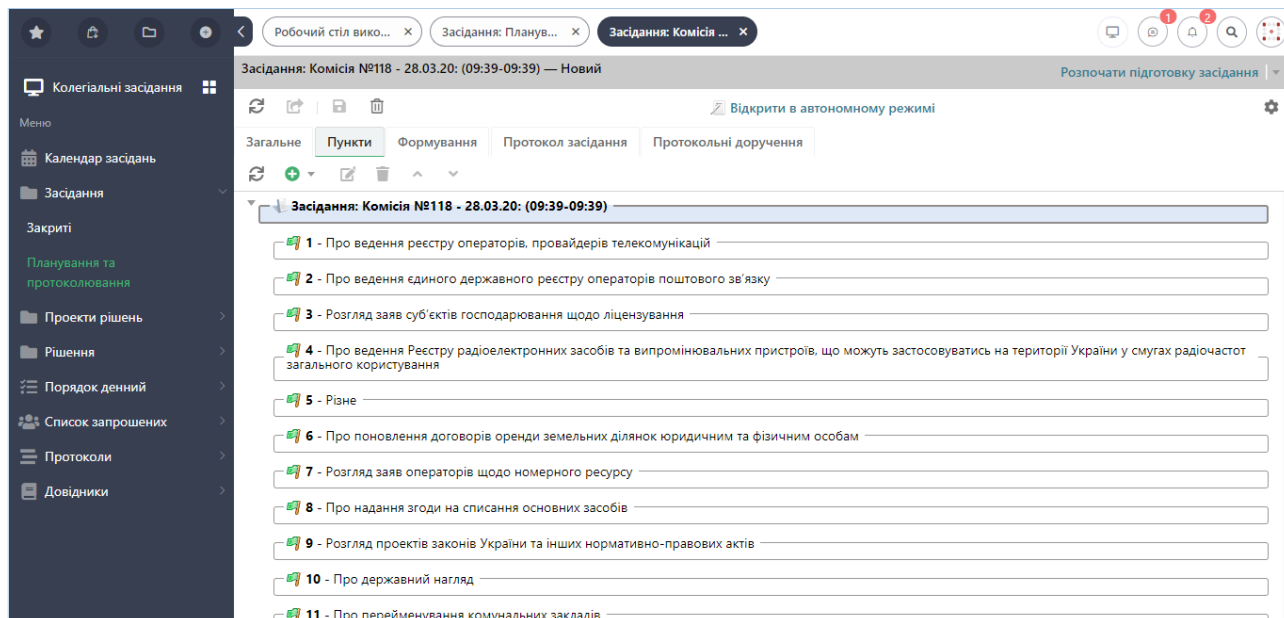 Робочий стіл вико... ×
Засідання: Планув... ×
Засідання: Комісія ... ×
1
2
Колегіальні засідання
Меню
Календар засідань
Засідання
Закриті
Планування та
протоколювання
Проекти рішень
Рішення
Порядок денний
Список запрошених
Протоколи
Довідники
Засідання: Комісія №118 - 28.03.20: (09:39-09:39) — Новий
Розпочати підготовку засідання
Відкрити в автономному режимі
Загальне Пункти Формування Протокол засідання Протокольні доручення
Засідання: Комісія №118 - 28.03.20: (09:39-09:39)
1 - Про ведення реєстру операторів, провайдерів телекомунікацій
2 - Про ведення єдиного державного реєстру операторів поштового зв'язку
3 - Розгляд заяв суб'єктів господарювання щодо ліцензування
4 - Про ведення Реєстру радіоелектронних засобів та випромінювальних пристроїв, що можуть застосовуватись на території України у смугах радіочастот
загального користування
5 - Різне
6 - Про поновлення договорів оренди земельних ділянок юридичним та фізичним особам
7 - Розгляд заяв операторів щодо номерного ресурсу
8 - Про надання згоди на списання основних засобів
9 - Розгляд проектів законів України та інших нормативно-правових актів
10 - Про державний нагляд
11 - Про перейменування комунальних закладів